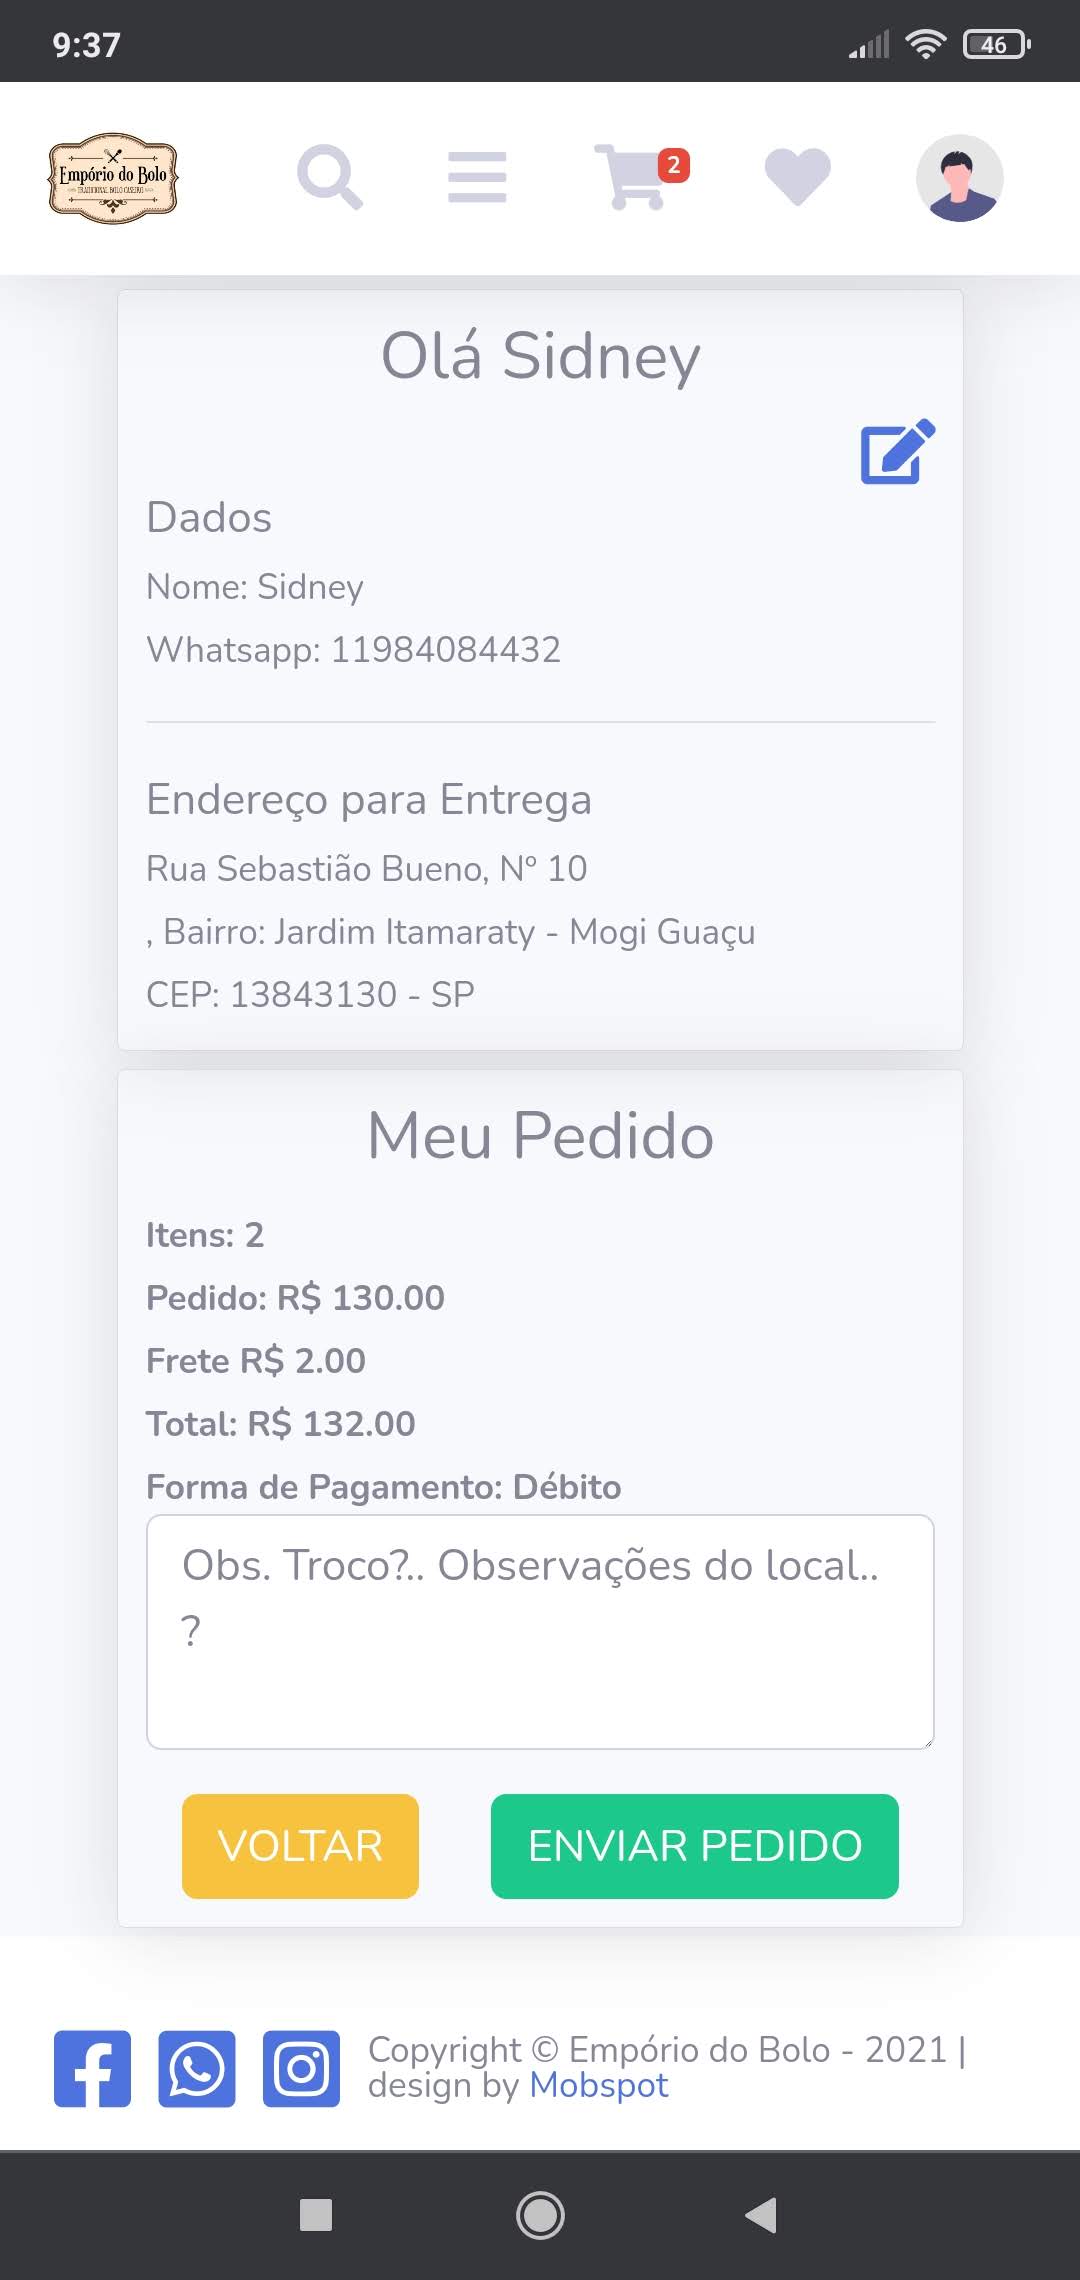 9:37
46
Empório do Bolo
TRADICIONAL BOLO CASEIRO
2
Olá Sidney
Dados
Nome: Sidney
Whatsapp: 11984084432
Endereço para Entrega
Rua Sebastião Bueno, Nº 10
, Bairro: Jardim Itamaraty - Mogi Guaçu
CEP: 13843130 - SP
Meu Pedido
Itens: 2
Pedido: R$ 130.00
Frete R$ 2.00
Total: R$ 132.00
Forma de Pagamento: Débito
Obs. Troco?.. Observações do local..
?
VOLTAR
ENVIAR PEDIDO
Copyright © Empório do Bolo - 2021 |
design by Mobspot